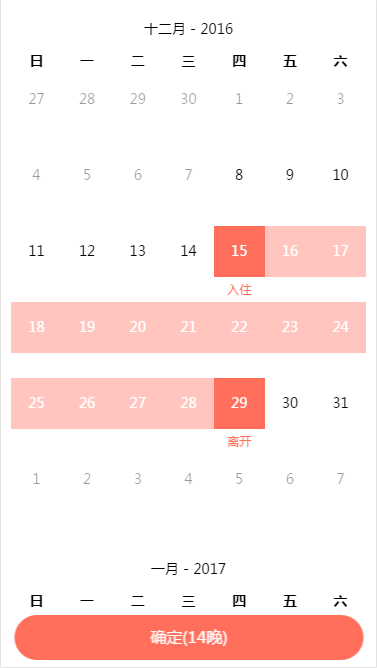 十二月 - 2016
日 一 二 三 四 五 六
27 28 29 30 1 2 3
4 5 6 7 8 9 10
11 12 13 14 15 16 17
入住
18 19 20 21 22 23 24
25 26 27 28 29 30 31
离开
1 2 3 4 5 6 7
一月 - 2017
日 一 二 三 四 五 六
确定(14晚)